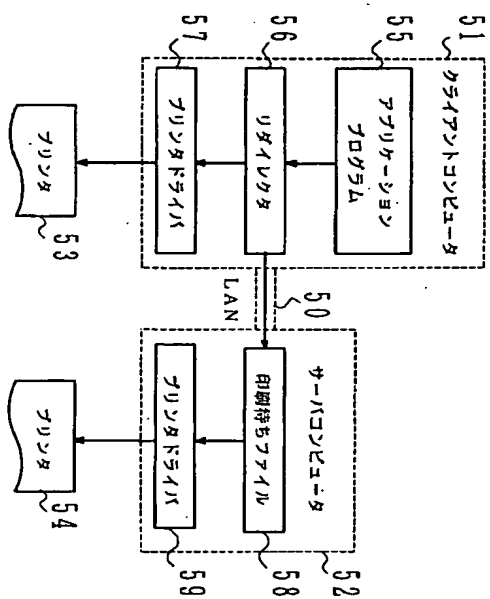 51
クライアントコンピュータ
55
アプリケーション
プログラム
56
リダイレクタ
57
プリンタドライバ
プリンタ
53
50
LAN
52
サーバコンピュータ
印刷待ちファイル
58
プリンタドライバ
59
プリンタ
54